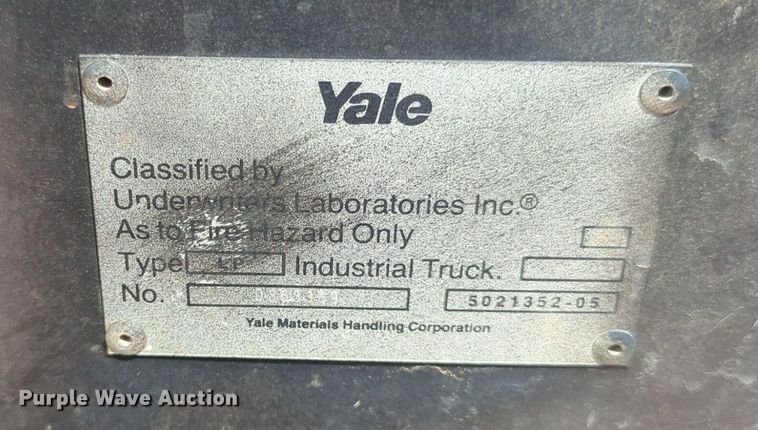 Yale
Classified by
Underwriters Laboratories Inc.®
As to Fire Hazard Only
Type LP Industrial Truck.
No. 5021352-05
Yale Materials Handling Corporation
Purple Wave Auction